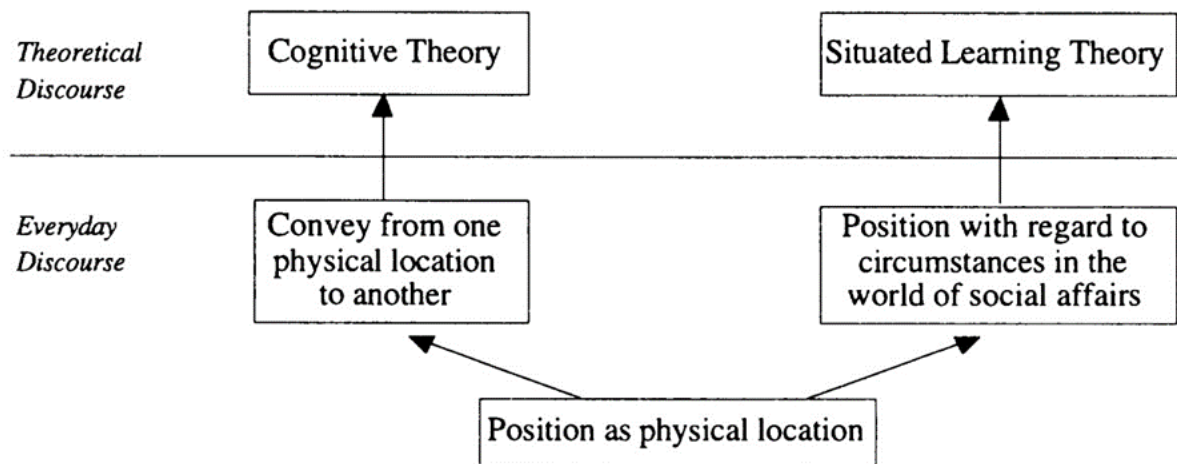 Theoretical
Discourse
Cognitive Theory
Situated Learning Theory
Everyday
Discourse
Convey from one
physical location
to another
Position with regard to
circumstances in the
world of social affairs
Position as physical location